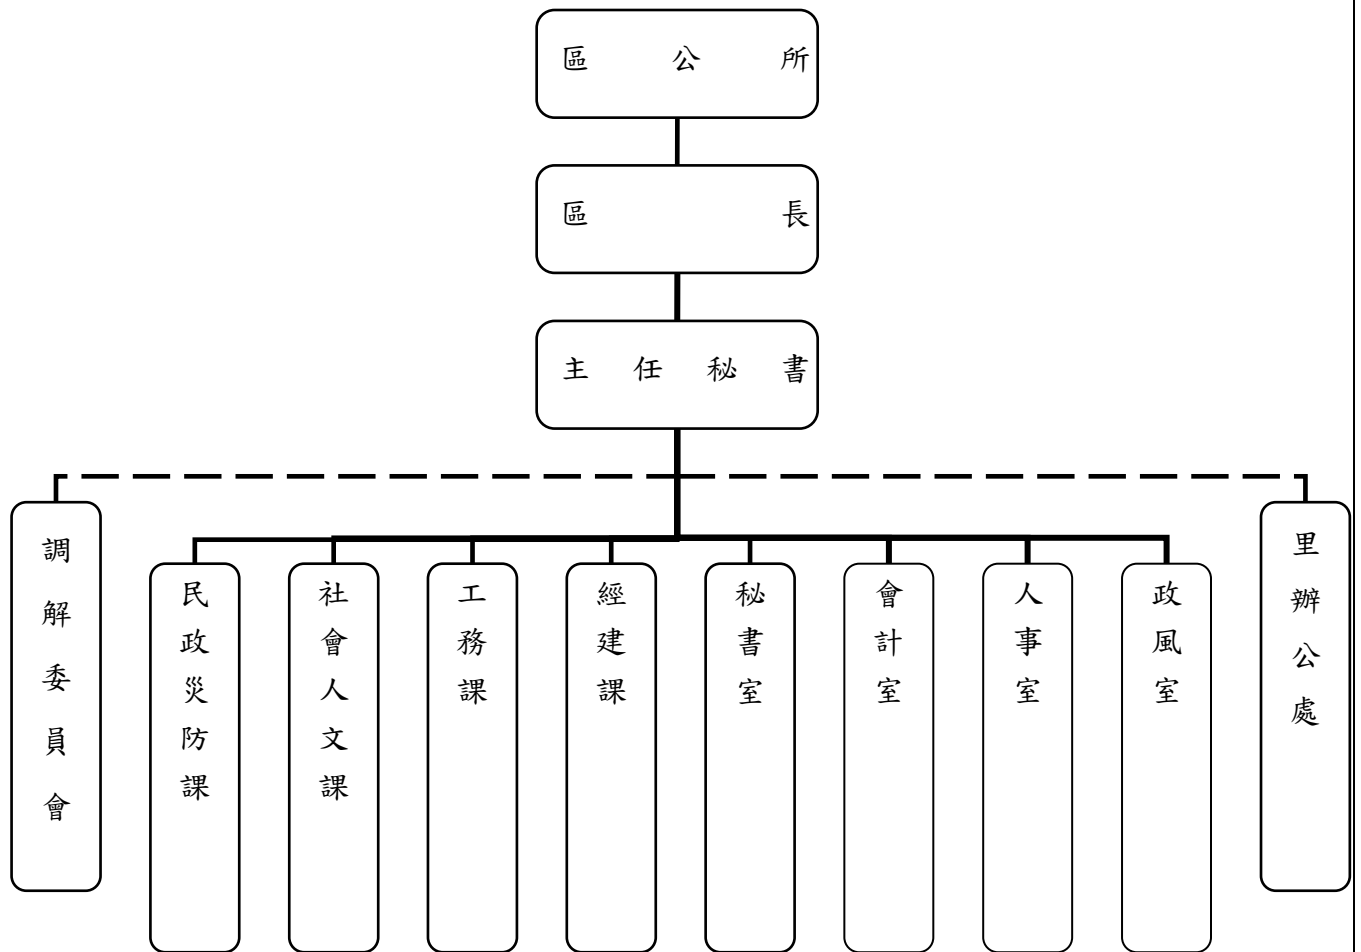 區公所
區長
主任秘書
調解委員會
民政災防課
社會人文課
工務課
經建課
秘書室
會計室
人事室
政風室
里辦公處